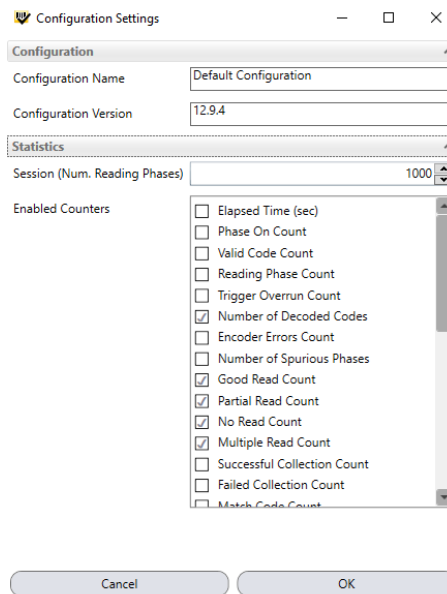 Configuration Settings
Configuration
Configuration Name Default Configuration
Configuration Version 12.9.4
Statistics
Session (Num. Reading Phases) 1000
Enabled Counters
Elapsed Time (sec)
Phase On Count
Valid Code Count
Reading Phase Count
Trigger Overrun Count
Number of Decoded Codes
Encoder Errors Count
Number of Spurious Phases
Good Read Count
Partial Read Count
No Read Count
Multiple Read Count
Successful Collection Count
Failed Collection Count
Match Code Count
Cancel OK